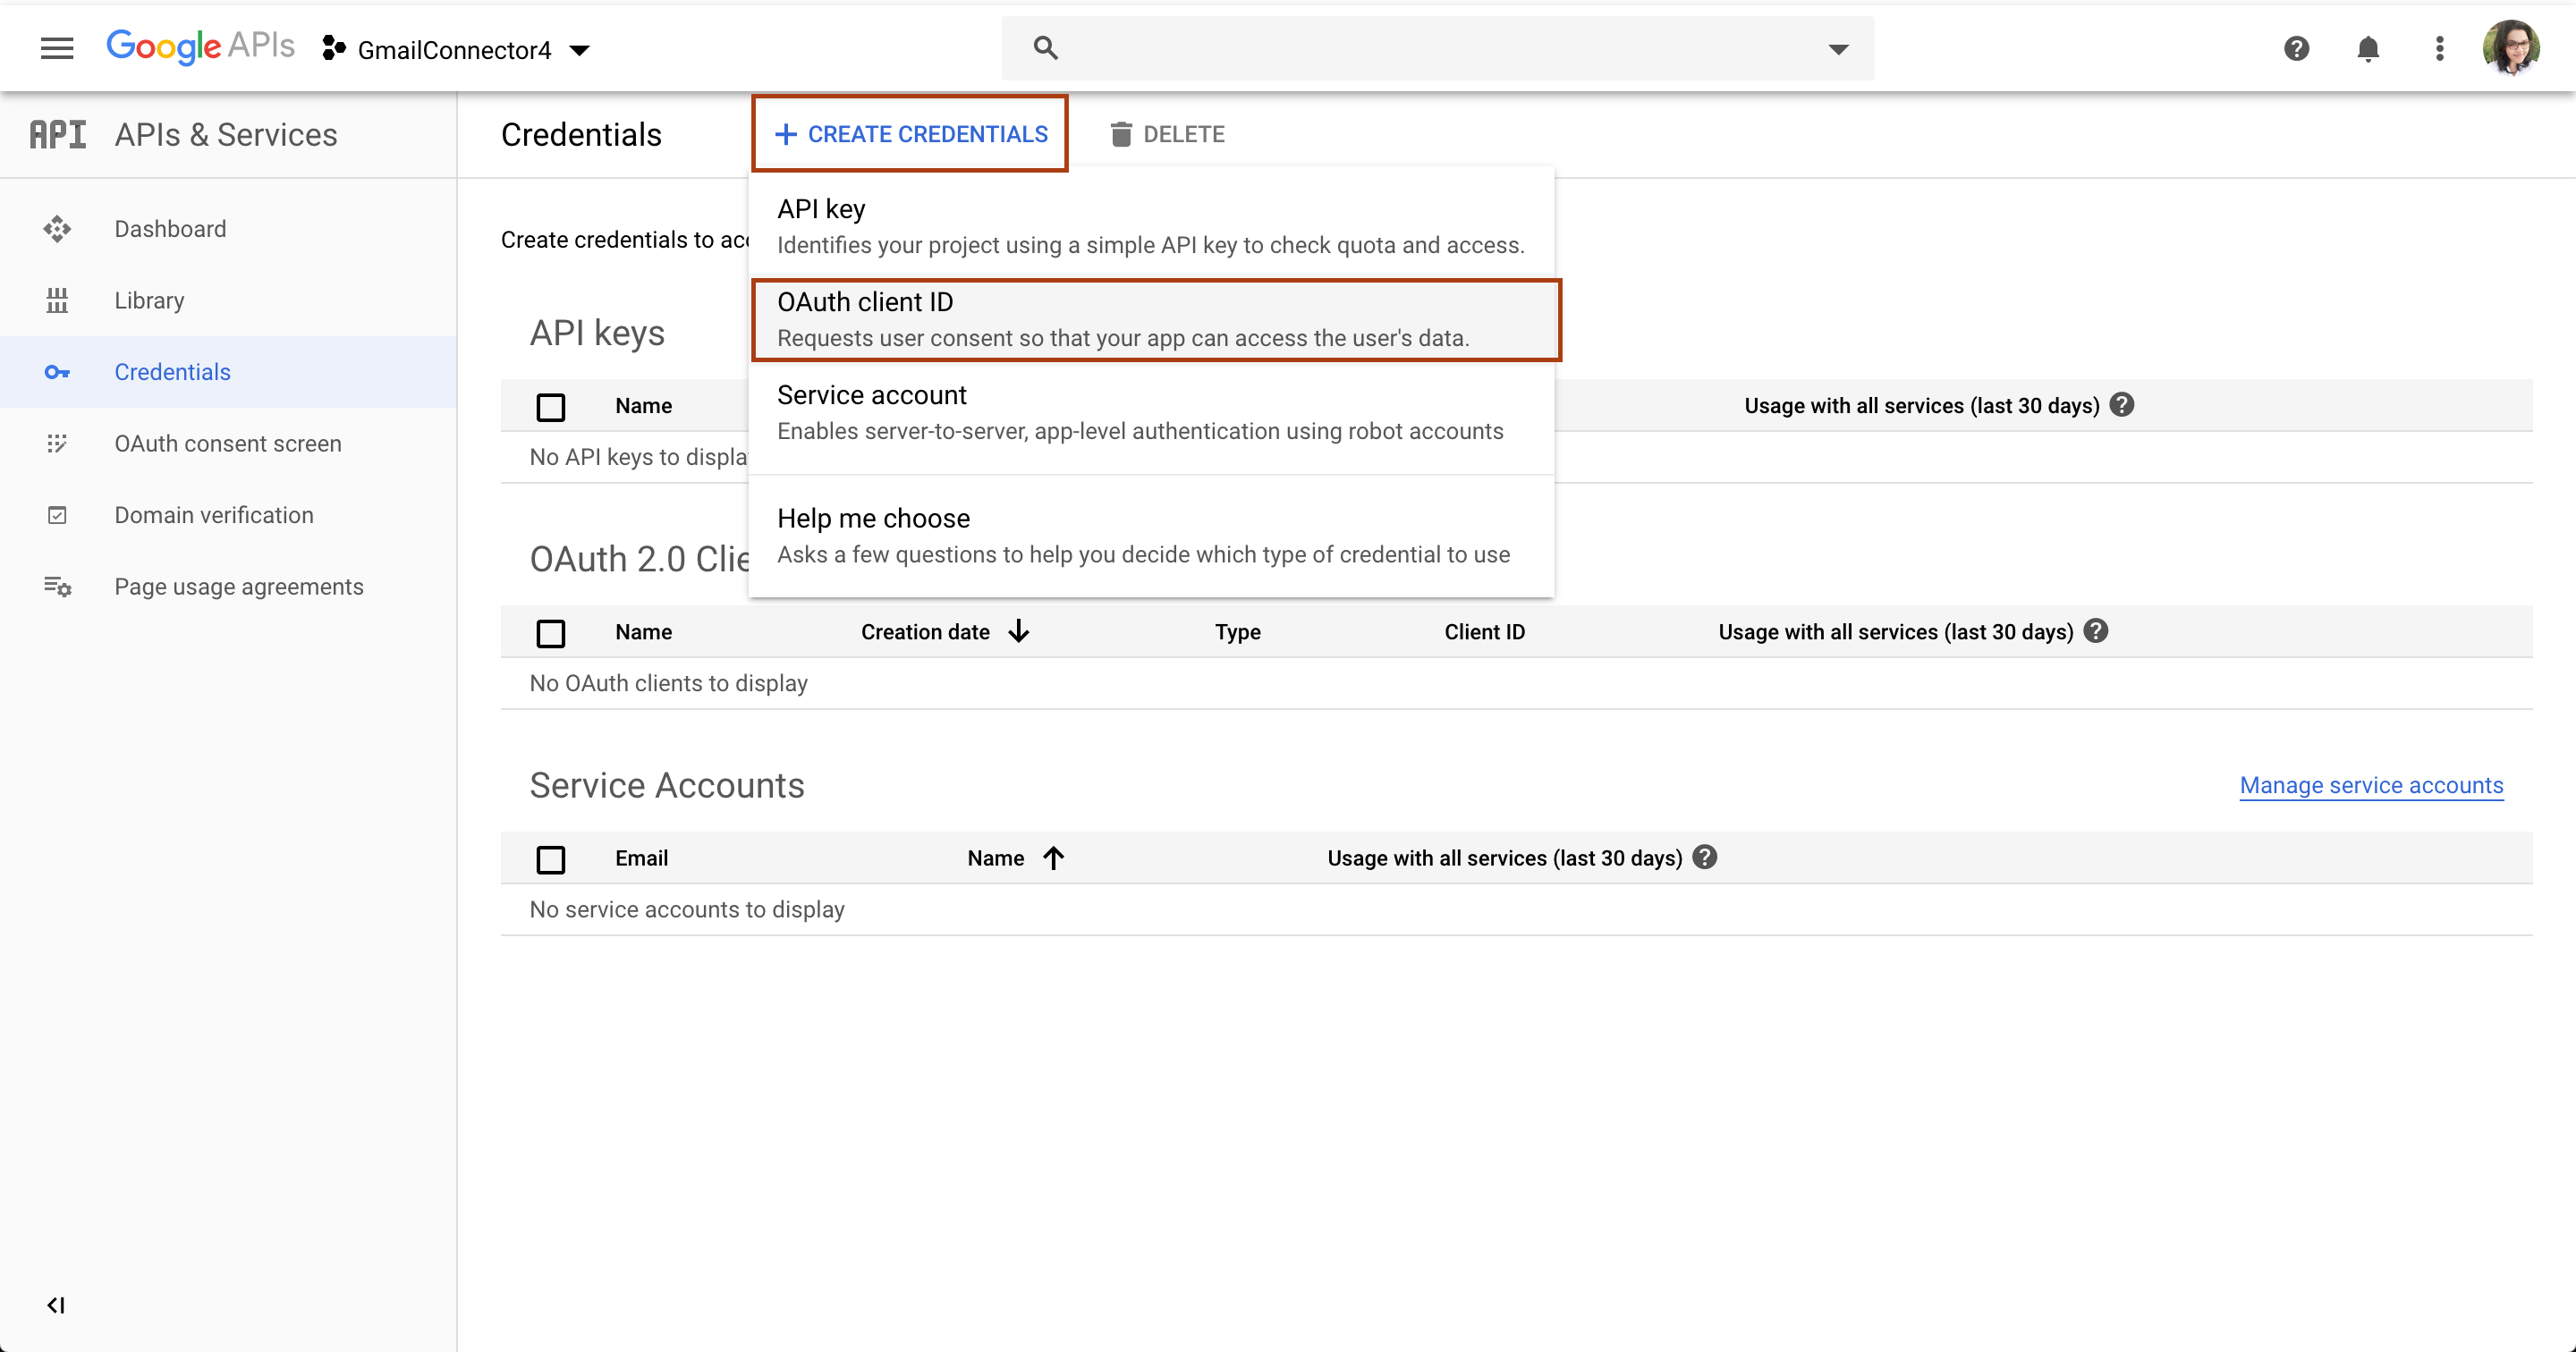 Google APIs GmailConnector4
API APIs & Services
Credentials CREATE CREDENTIALS DELETE
Dashboard
Library
Credentials
OAuth consent screen
Domain verification
Page usage agreements
Create credentials to acc
API key
Identifies your project using a simple API key to check quota and access.
OAuth client ID
Requests user consent so that your app can access the user's data.
Service account
Enables server-to-server, app-level authentication using robot accounts
Help me choose
Asks a few questions to help you decide which type of credential to use
API keys
Name Usage with all services (last 30 days)
No API keys to displa
OAuth 2.0 Clie
Name Creation date Type Client ID Usage with all services (last 30 days)
No OAuth clients to display
Service Accounts Manage service accounts
Email Name Usage with all services (last 30 days)
No service accounts to display